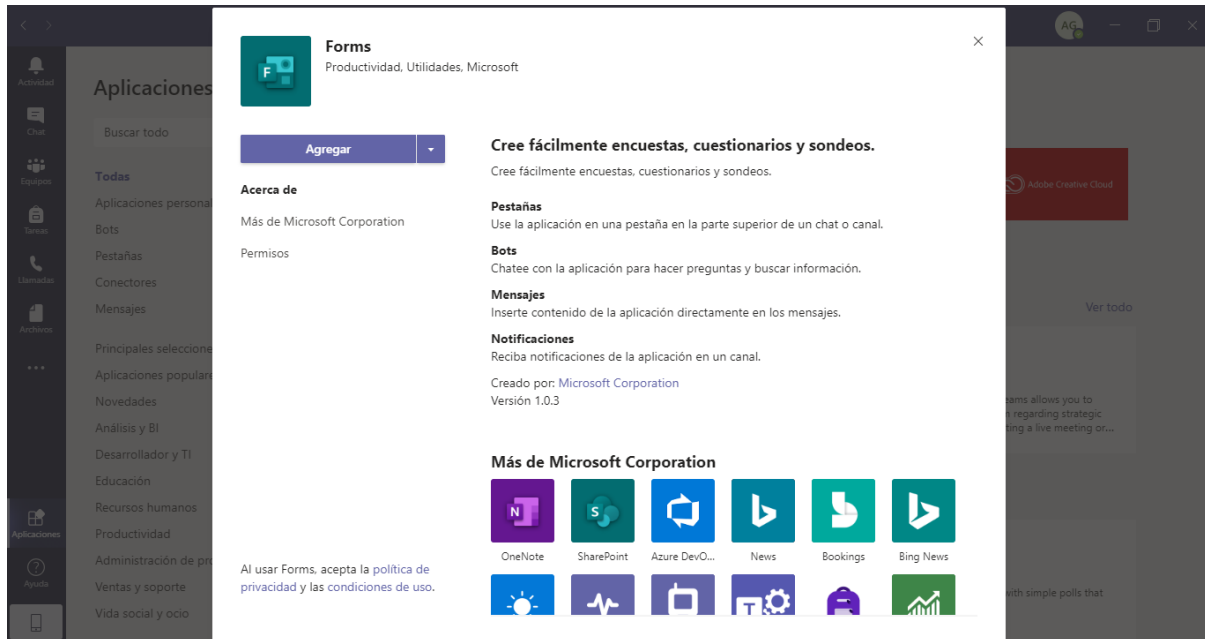 AG
Actividad
Chat
Equipos
Tareas
Llamadas
Archivos
Aplicaciones
Ayuda
Aplicaciones
Buscar todo
Todas
Aplicaciones personal
Bots
Pestañas
Conectores
Mensajes
Principales seleccione
Aplicaciones populare
Novedades
Análisis y BI
Desarrollador y TI
Educación
Recursos humanos
Productividad
Administración de pro
Ventas y soporte
Vida social y ocio
F
Forms
Productividad, Utilidades, Microsoft
Agregar
Acerca de
Más de Microsoft Corporation
Permisos
Al usar Forms, acepta la política de
privacidad y las condiciones de uso.
Cree fácilmente encuestas, cuestionarios y sondeos.
Cree fácilmente encuestas, cuestionarios y sondeos.
Pestañas
Use la aplicación en una pestaña en la parte superior de un chat o canal.
Bots
Chatee con la aplicación para hacer preguntas y buscar información.
Mensajes
Inserte contenido de la aplicación directamente en los mensajes.
Notificaciones
Reciba notificaciones de la aplicación en un canal.
Creado por: Microsoft Corporation
Versión 1.0.3
Más de Microsoft Corporation
N
S
OneNote
SharePoint
Azure DevO...
News
Bookings
Bing News
T
Adobe Creative Cloud
Ver todo
eams allows you to
n regarding strategic
ting a live meeting or...
with simple polls that